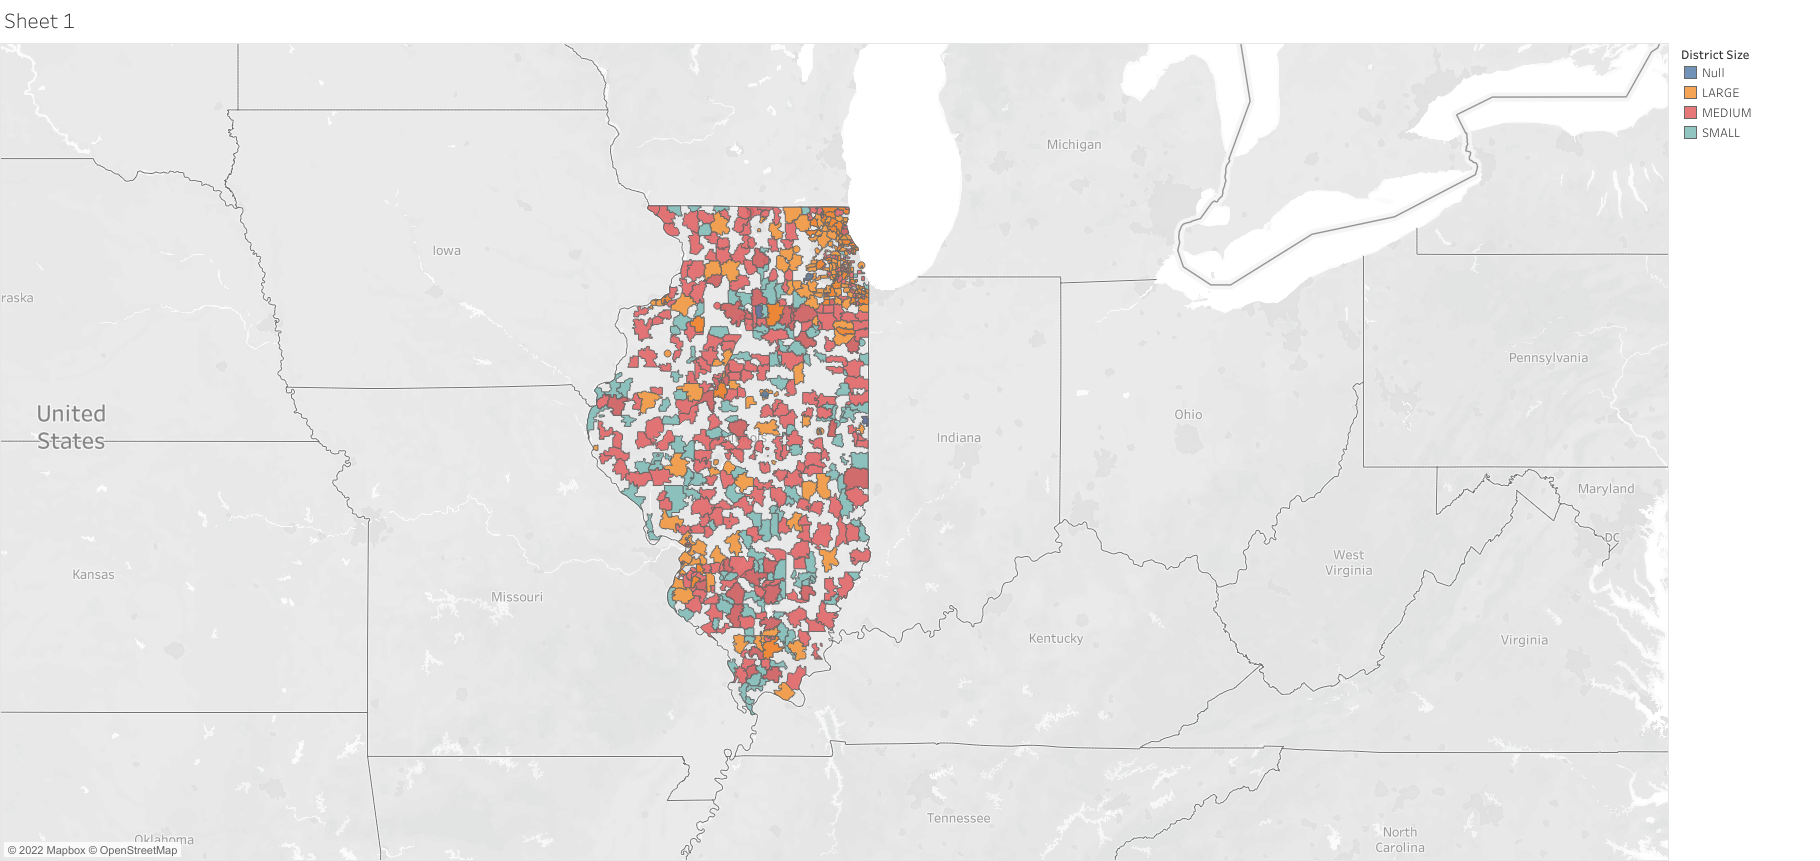 Sheet 1
District Size
Null
LARGE
MEDIUM
SMALL
Michigan
Iowa
raska
Pennsylvania
United
States
Ohio
Indiana
Maryland
DC
West
Virginia
Kansas
Missouri
Kentucky
Virginia
Tennessee
North
Carolina
Oklahoma
© 2022 Mapbox © OpenStreetMap